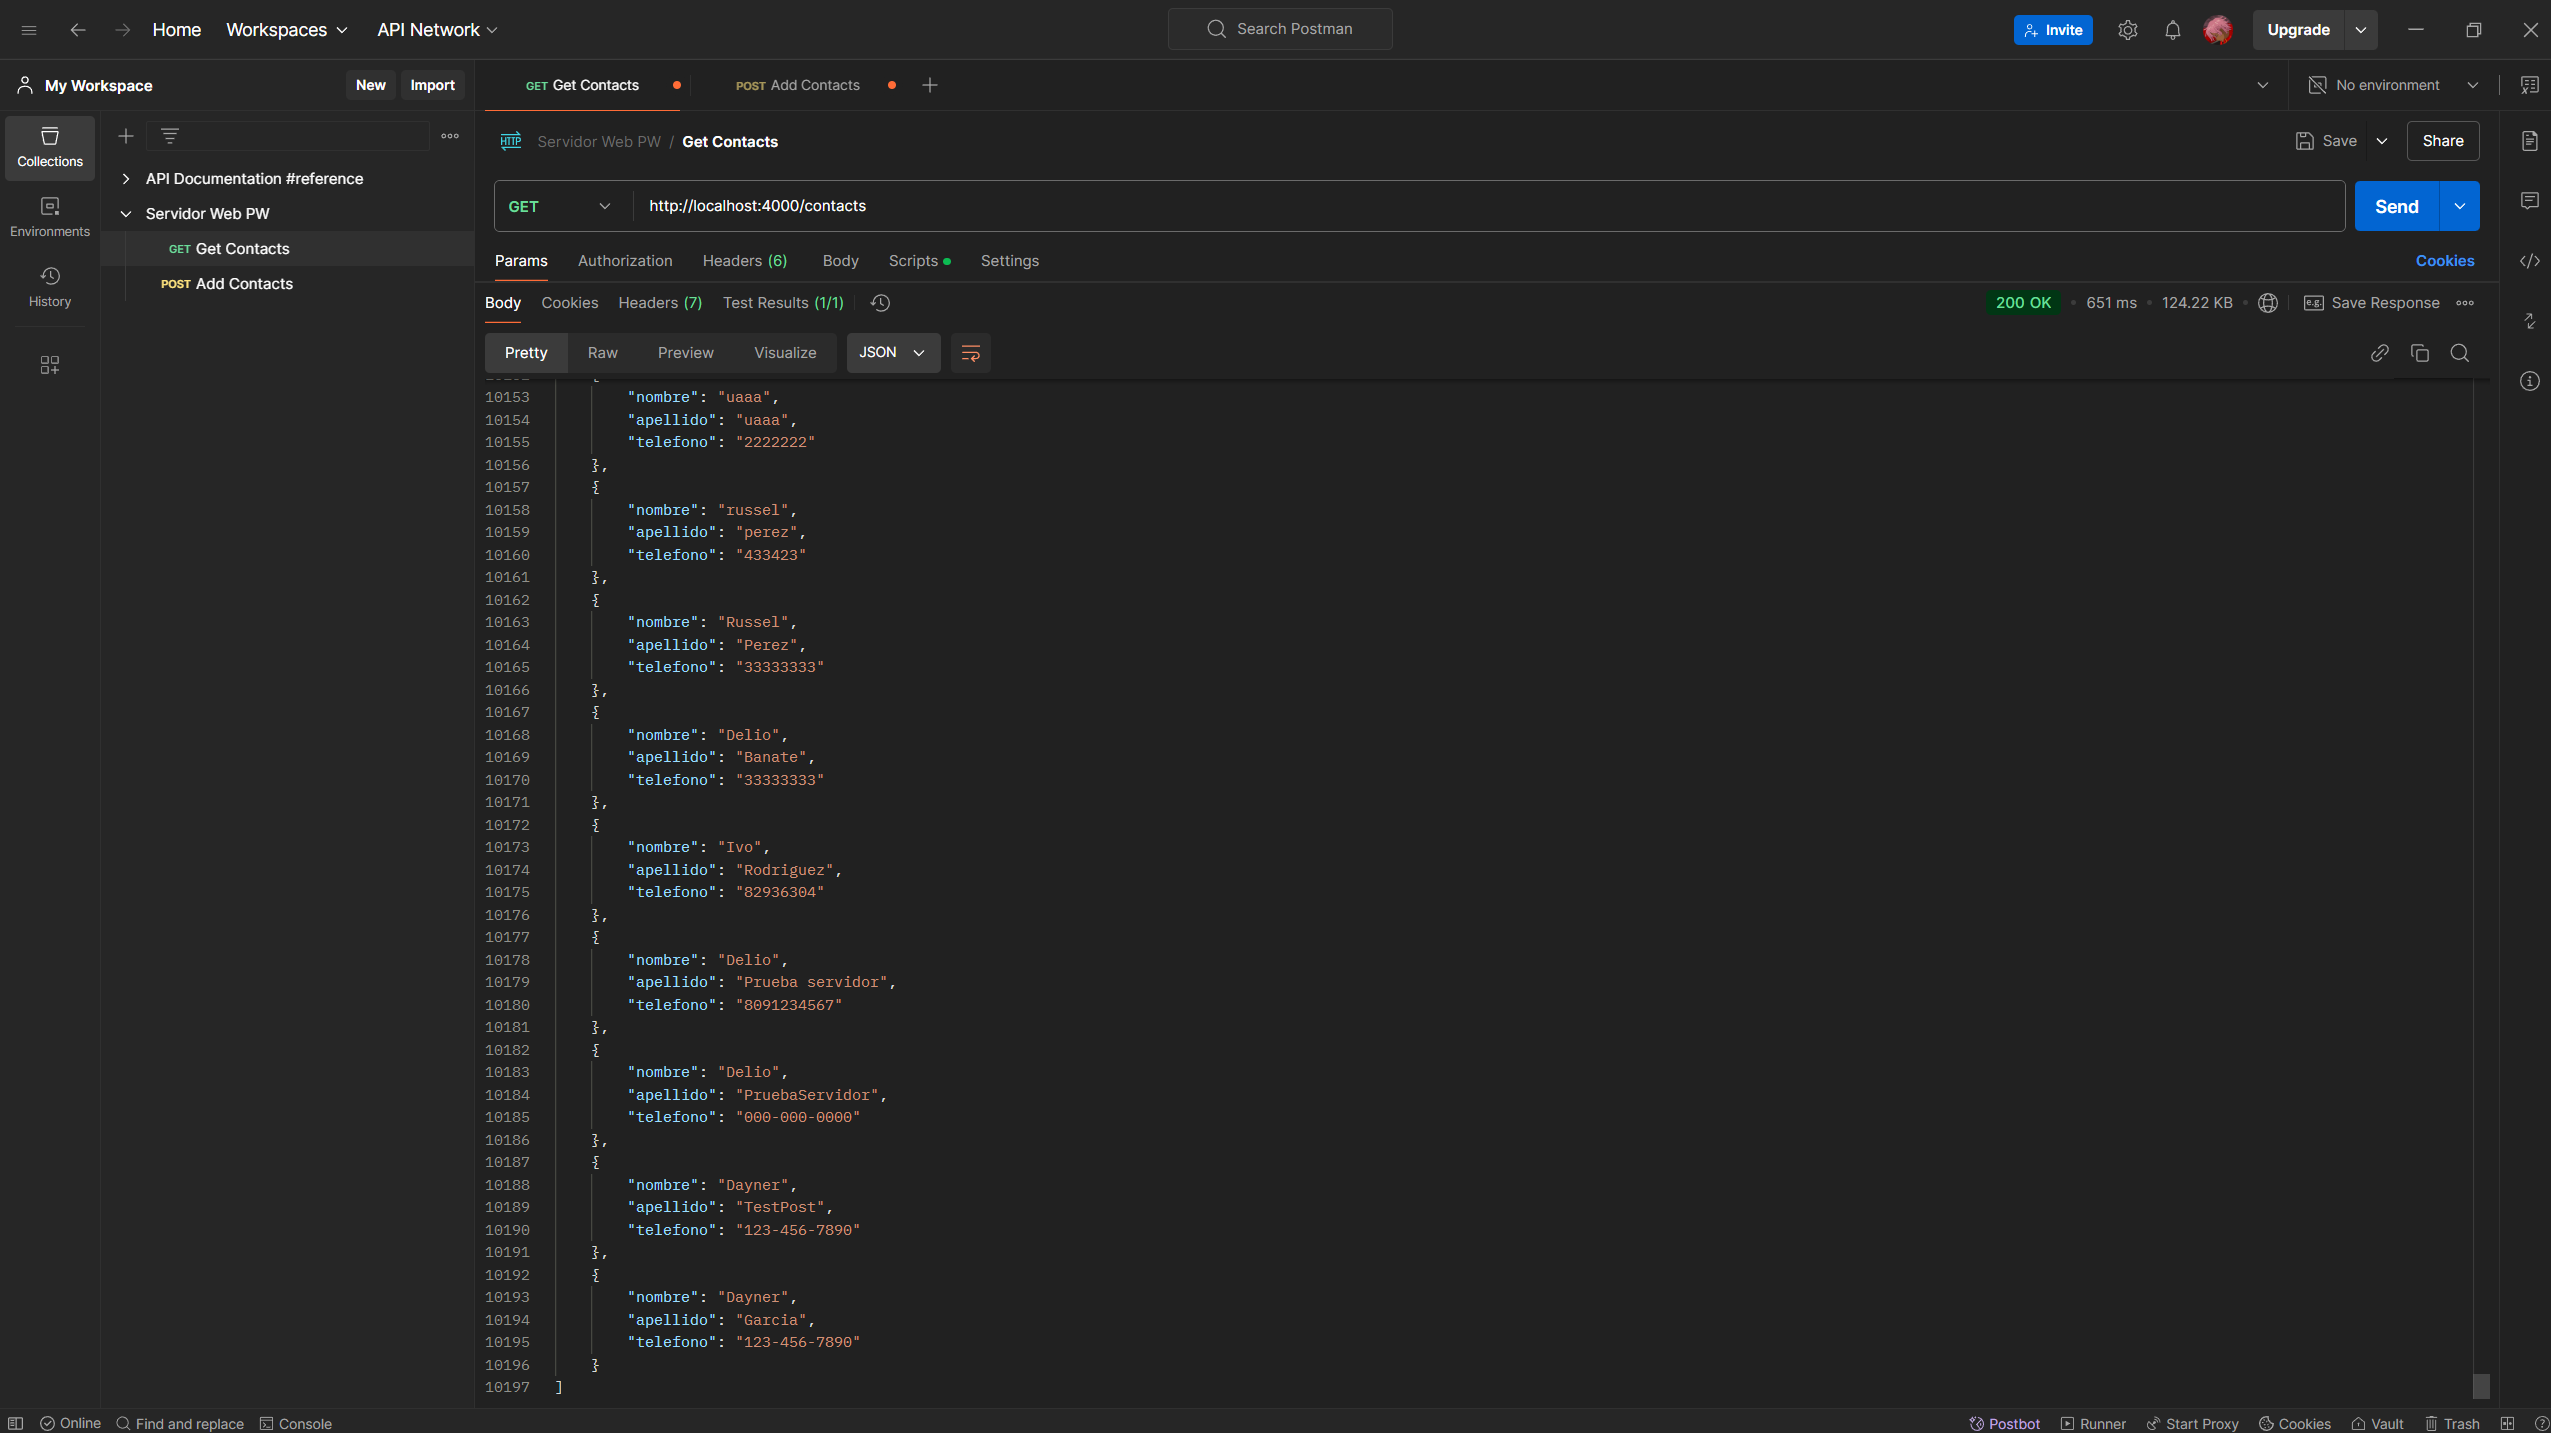 Home Workspaces API Network Search Postman Invite Upgrade
My Workspace New Import GET Get Contacts POST Add Contacts No environment
Collections
Environments
History
API Documentation #reference
Servidor Web PW
GET Get Contacts
POST Add Contacts
HTTP Servidor Web PW / Get Contacts Save Share
GET http://localhost:4000/contacts Send
Params Authorization Headers (6) Body Scripts Settings Cookies
Body Cookies Headers (7) Test Results (1/1) 200 OK • 651 ms • 124.22 KB • e.g. Save Response
Pretty Raw Preview Visualize JSON
10153 "nombre": "uaaa",
10154 "apellido": "uaaa",
10155 "telefono": "2222222"
10156 },
10157 {
10158 "nombre": "russel",
10159 "apellido": "perez",
10160 "telefono": "433423"
10161 },
10162 {
10163 "nombre": "Russel",
10164 "apellido": "Perez",
10165 "telefono": "33333333"
10166 },
10167 {
10168 "nombre": "Delio",
10169 "apellido": "Banate",
10170 "telefono": "33333333"
10171 },
10172 {
10173 "nombre": "Ivo",
10174 "apellido": "Rodriguez",
10175 "telefono": "82936304"
10176 },
10177 {
10178 "nombre": "Delio",
10179 "apellido": "Prueba servidor",
10180 "telefono": "8091234567"
10181 },
10182 {
10183 "nombre": "Delio",
10184 "apellido": "PruebaServidor",
10185 "telefono": "000-000-0000"
10186 },
10187 {
10188 "nombre": "Dayner",
10189 "apellido": "TestPost",
10190 "telefono": "123-456-7890"
10191 },
10192 {
10193 "nombre": "Dayner",
10194 "apellido": "Garcia",
10195 "telefono": "123-456-7890"
10196 }
10197 ]
Online Find and replace Console Postbot Runner Start Proxy Cookies Vault Trash